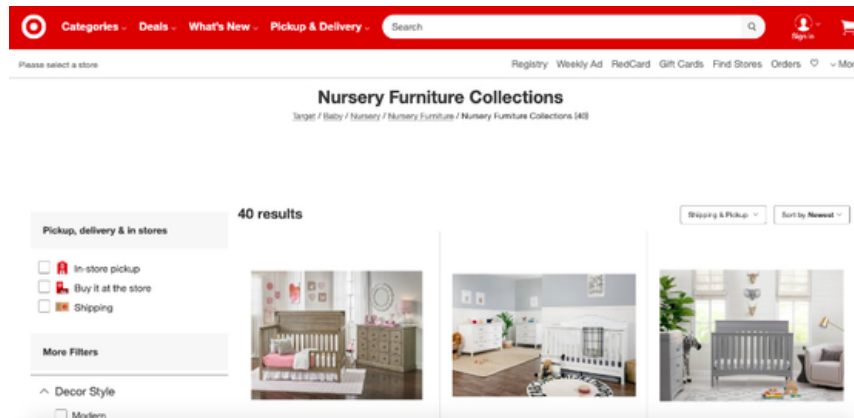 Categories Deals What's New Pickup & Delivery Search Sign in
Please select a store Registry Weekly Ad RedCard Gift Cards Find Stores Orders Mor
Nursery Furniture Collections
Target / Baby / Nursery / Nursery Furniture / Nursery Furniture Collections (40)
40 results Shipping & Pickup Sort by Newest
Pickup, delivery & in stores
In-store pickup
Buy it at the store
Shipping
More Filters
Decor Style
Modern